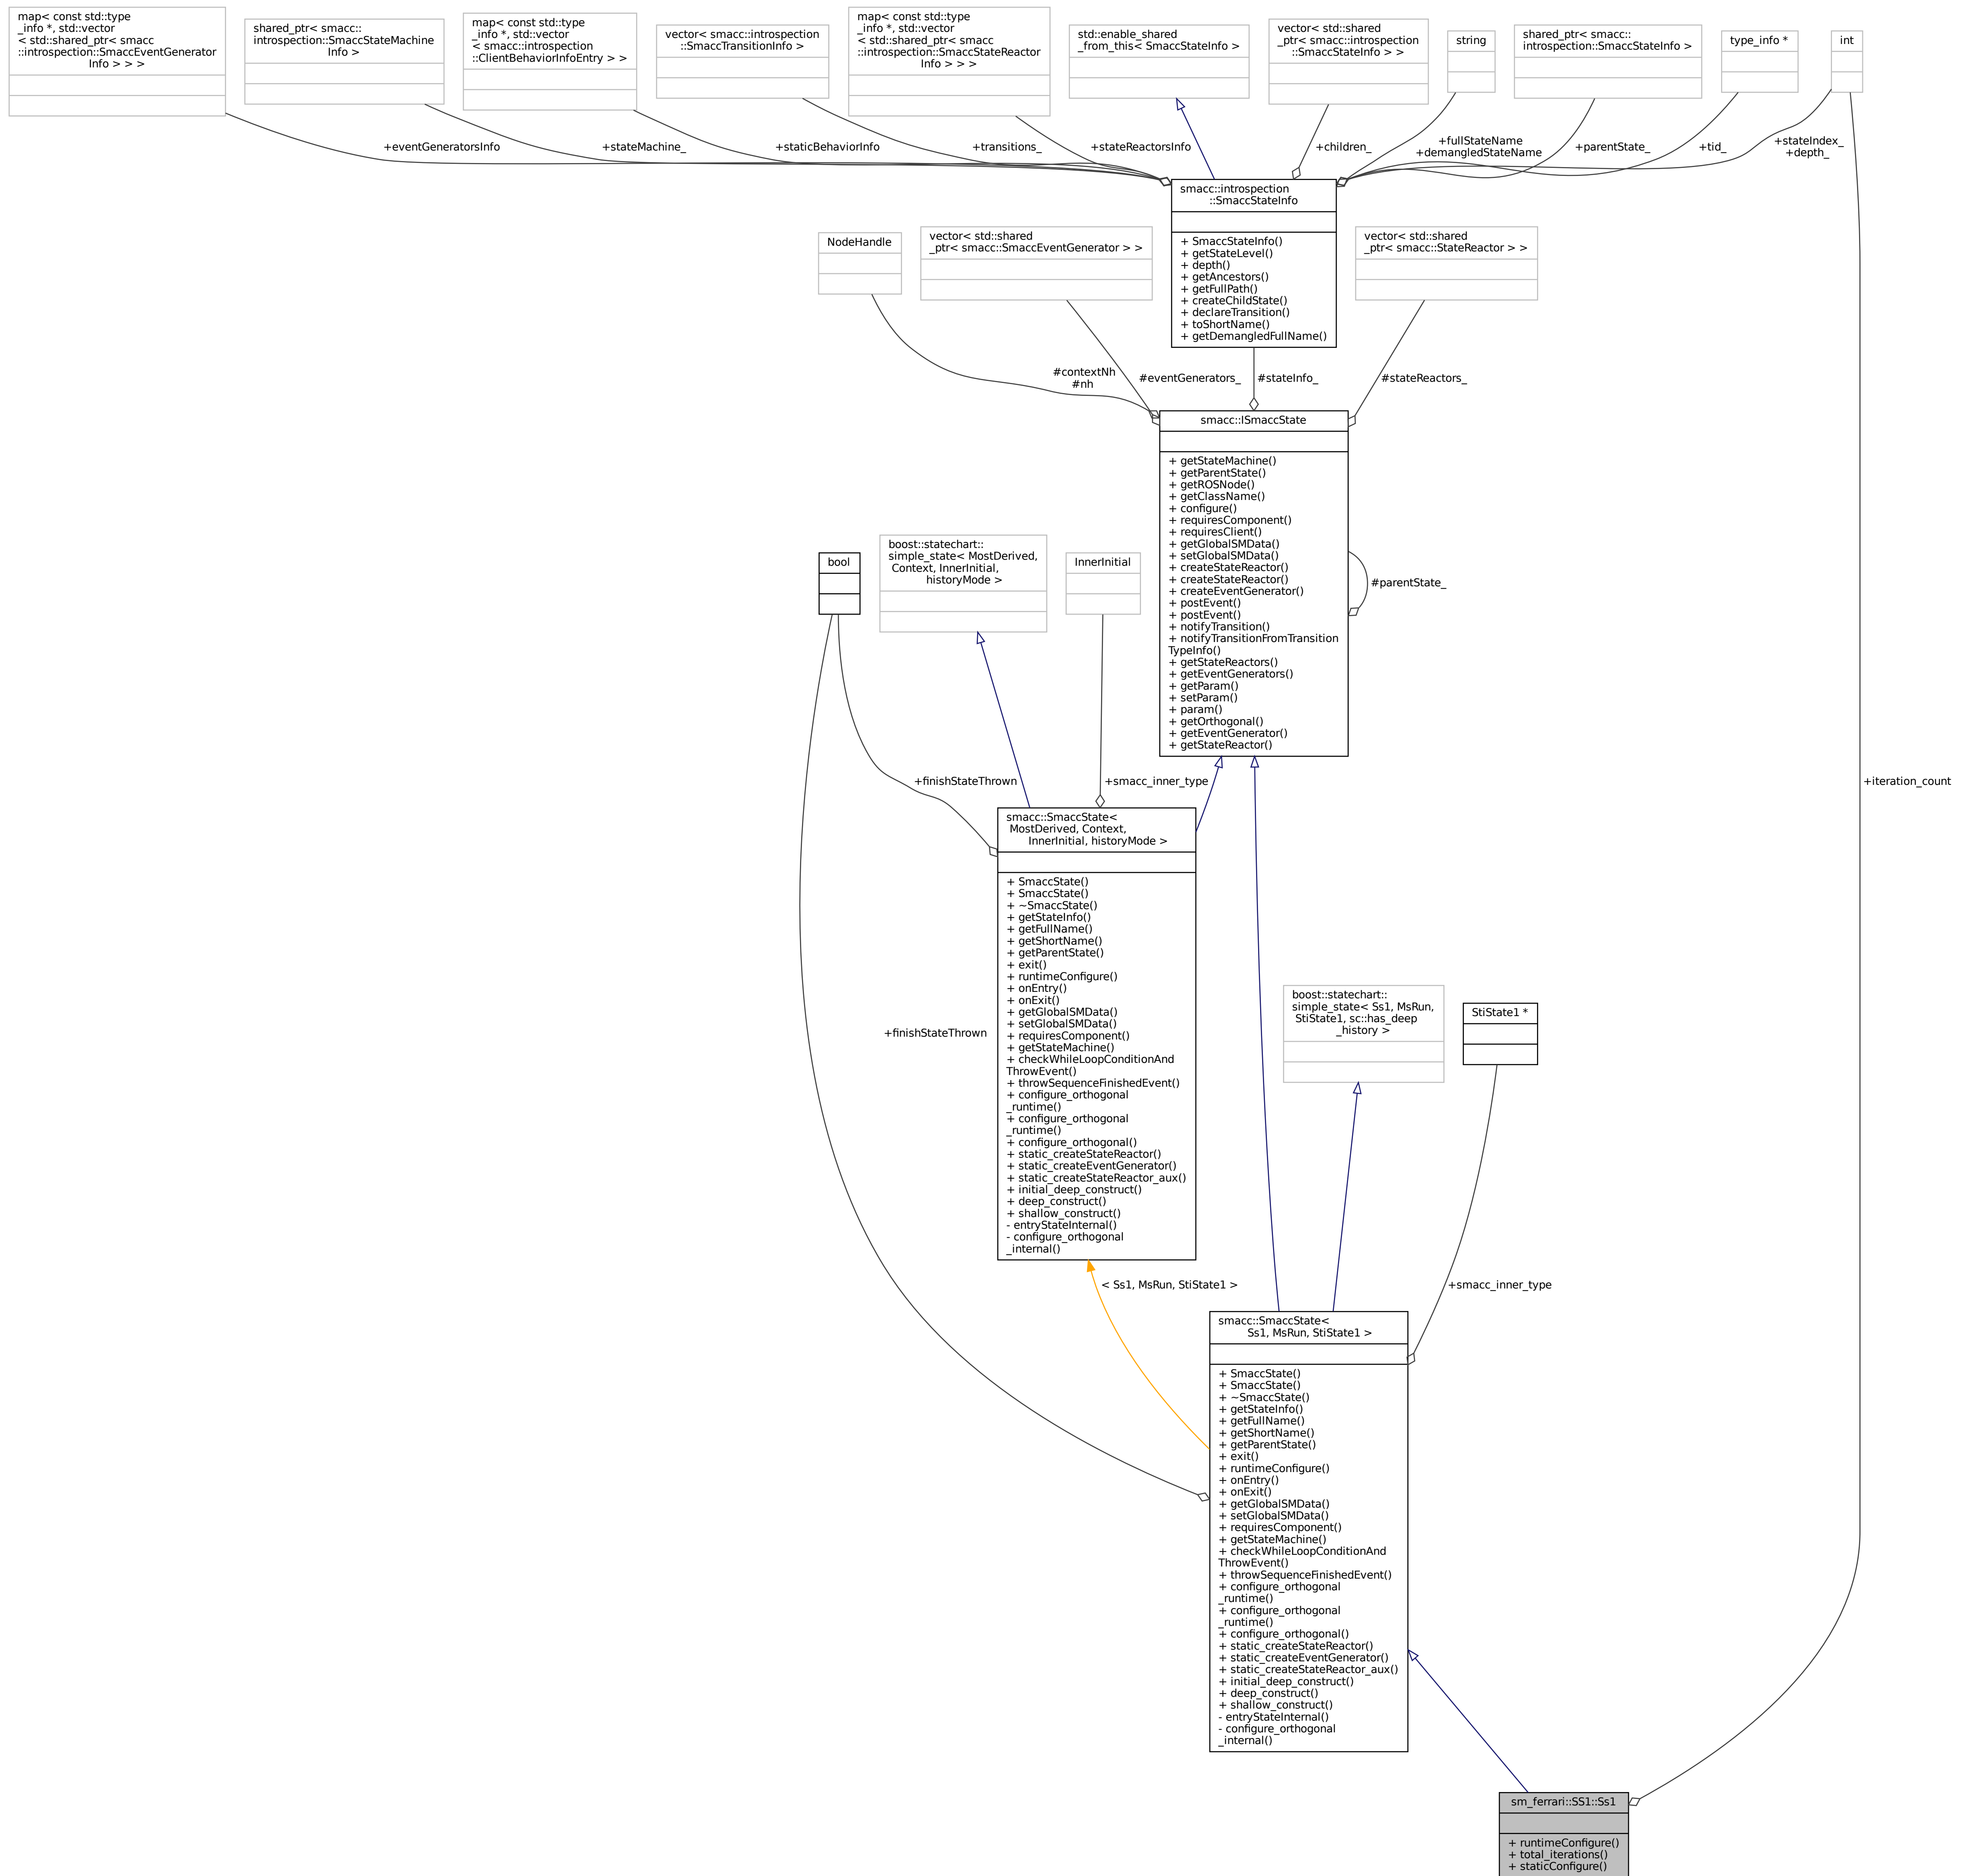 map< const std::type
_info *, std::vector
< std::shared_ptr< smacc
::introspection::SmaccEventGenerator
Info > > >
shared_ptr< smacc::
introspection::SmaccStateMachine
Info >
map< const std::type
_info *, std::vector
< smacc::introspection
::ClientBehaviorInfoEntry > >
vector< smacc::introspection
::SmaccTransitionInfo >
map< const std::type
_info *, std::vector
< std::shared_ptr< smacc
::introspection::SmaccStateReactor
Info > > >
std::enable_shared
_from_this< SmaccStateInfo >
vector< std::shared
_ptr< smacc::introspection
::SmaccStateInfo > >
string
shared_ptr< smacc::
introspection::SmaccStateInfo >
type_info *
int
+eventGeneratorsInfo
+stateMachine_
+staticBehaviorInfo
+transitions_
+stateReactorsInfo
+children_
+fullStateName
+demangledStateName
+parentState_
+tid_
+stateIndex_
+depth_
smacc::introspection
::SmaccStateInfo
+ SmaccStateInfo()
+ getStateLevel()
+ depth()
+ getAncestors()
+ getFullPath()
+ createChildState()
+ declareTransition()
+ toShortName()
+ getDemangledFullName()
NodeHandle
vector< std::shared
_ptr< smacc::SmaccEventGenerator > >
vector< std::shared
_ptr< smacc::StateReactor > >
#contextNh
#nh
#eventGenerators_
#stateInfo_
#stateReactors_
smacc::ISmaccState
+ getStateMachine()
+ getParentState()
+ getROSNode()
+ getClassName()
+ configure()
+ requiresComponent()
+ requiresClient()
+ getGlobalSMData()
+ setGlobalSMData()
+ createStateReactor()
+ createStateReactor()
+ createEventGenerator()
+ postEvent()
+ postEvent()
+ notifyTransition()
+ notifyTransitionFromTransition
TypeInfo()
+ getStateReactors()
+ getEventGenerators()
+ getParam()
+ setParam()
+ param()
+ getOrthogonal()
+ getEventGenerator()
+ getStateReactor()
#parentState_
bool
boost::statechart::
simple_state< MostDerived,
Context, InnerInitial,
historyMode >
InnerInitial
+finishStateThrown
+smacc_inner_type
+iteration_count
smacc::SmaccState<
MostDerived, Context,
InnerInitial, historyMode >
+ SmaccState()
+ SmaccState()
+ ~SmaccState()
+ getStateInfo()
+ getFullName()
+ getShortName()
+ getParentState()
+ exit()
+ runtimeConfigure()
+ onEntry()
+ onExit()
+ getGlobalSMData()
+ setGlobalSMData()
+ requiresComponent()
+ getStateMachine()
+ checkWhileLoopConditionAnd
ThrowEvent()
+ throwSequenceFinishedEvent()
+ configure_orthogonal
_runtime()
+ configure_orthogonal
_runtime()
+ configure_orthogonal()
+ static_createStateReactor()
+ static_createEventGenerator()
+ static_createStateReactor_aux()
+ initial_deep_construct()
+ deep_construct()
+ shallow_construct()
- entryStateInternal()
- configure_orthogonal
_internal()
+finishStateThrown
boost::statechart::
simple_state< Ss1, MsRun,
StiState1, sc::has_deep
_history >
StiState1 *
< Ss1, MsRun, StiState1 >
+smacc_inner_type
smacc::SmaccState<
Ss1, MsRun, StiState1 >
+ SmaccState()
+ SmaccState()
+ ~SmaccState()
+ getStateInfo()
+ getFullName()
+ getShortName()
+ getParentState()
+ exit()
+ runtimeConfigure()
+ onEntry()
+ onExit()
+ getGlobalSMData()
+ setGlobalSMData()
+ requiresComponent()
+ getStateMachine()
+ checkWhileLoopConditionAnd
ThrowEvent()
+ throwSequenceFinishedEvent()
+ configure_orthogonal
_runtime()
+ configure_orthogonal
_runtime()
+ configure_orthogonal()
+ static_createStateReactor()
+ static_createEventGenerator()
+ static_createStateReactor_aux()
+ initial_deep_construct()
+ deep_construct()
+ shallow_construct()
- entryStateInternal()
- configure_orthogonal
_internal()
sm_ferrari::SS1::Ss1
+ runtimeConfigure()
+ total_iterations()
+ staticConfigure()